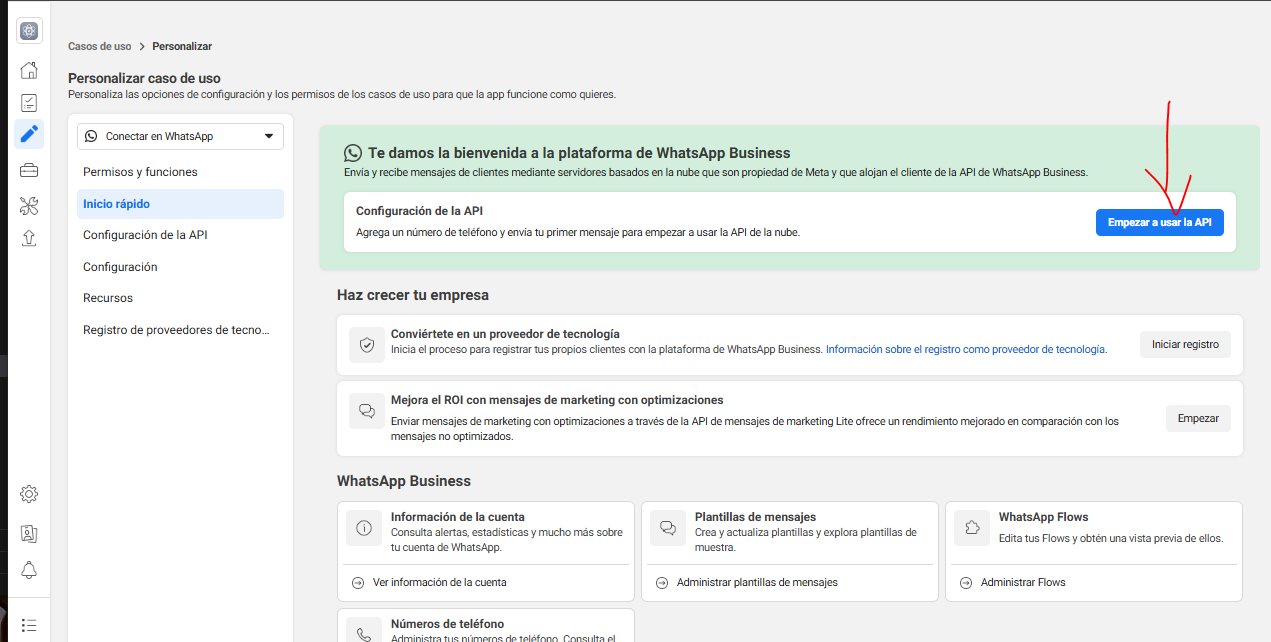 Casos de uso > Personalizar
Personalizar caso de uso
Personaliza las opciones de configuración y los permisos de los casos de uso para que la app funcione como quieres.
Conectar en WhatsApp
Permisos y funciones
Inicio rápido
Configuración de la API
Configuración
Recursos
Registro de proveedores de tecno...
Te damos la bienvenida a la plataforma de WhatsApp Business
Envía y recibe mensajes de clientes mediante servidores basados en la nube que son propiedad de Meta y que alojan el cliente de la API de WhatsApp Business.
Configuración de la API
Agrega un número de teléfono y envía tu primer mensaje para empezar a usar la API de la nube.
Empezar a usar la API
Haz crecer tu empresa
Conviértete en un proveedor de tecnología
Inicia el proceso para registrar tus propios clientes con la plataforma de WhatsApp Business. Información sobre el registro como proveedor de tecnología.
Iniciar registro
Mejora el ROI con mensajes de marketing con optimizaciones
Enviar mensajes de marketing con optimizaciones a través de la API de mensajes de marketing Lite ofrece un rendimiento mejorado en comparación con los
mensajes no optimizados.
Empezar
WhatsApp Business
Información de la cuenta
Consulta alertas, estadísticas y mucho más sobre
tu cuenta de WhatsApp.
Ver información de la cuenta
Plantillas de mensajes
Crea y actualiza plantillas y explora plantillas de
muestra.
Administrar plantillas de mensajes
WhatsApp Flows
Edita tus Flows y obtén una vista previa de ellos.
Administrar Flows
Números de teléfono
Administra tus números de teléfono. Consulta el